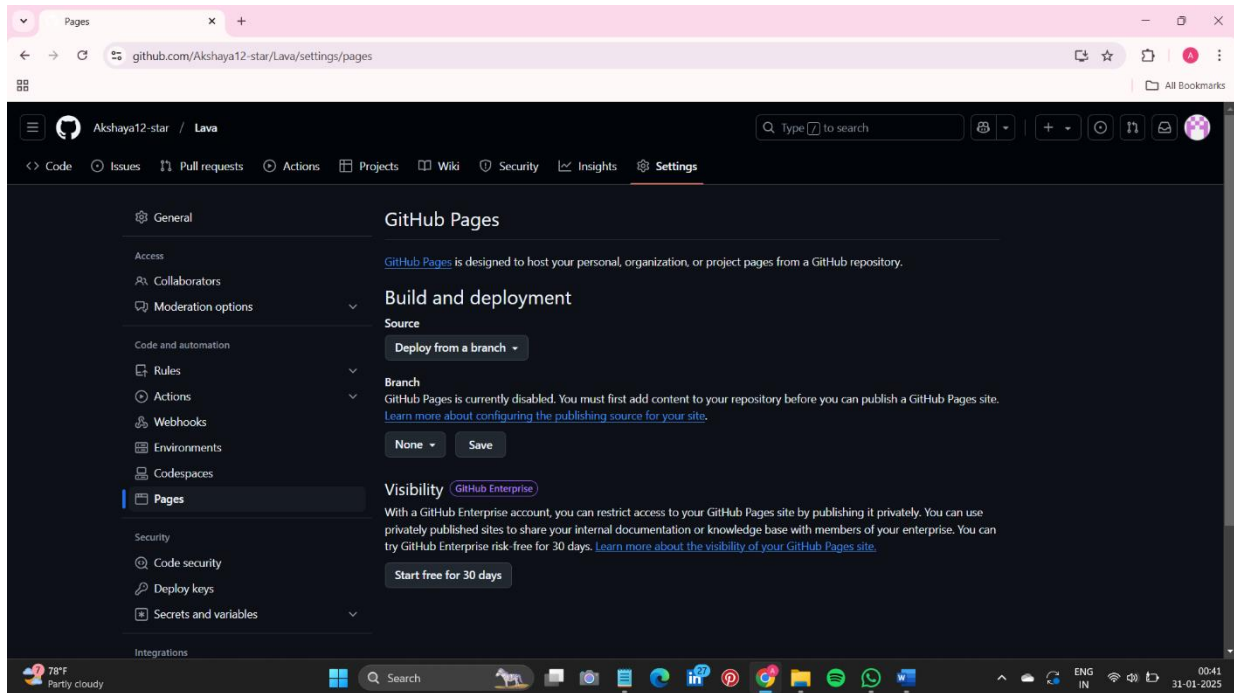 Pages
github.com/Akshaya12-star/Lava/settings/pages
A
All Bookmarks
Akshaya12-star / Lava
Type / to search
<> Code Issues Pull requests Actions Projects Wiki Security Insights Settings
General
Access
Collaborators
Moderation options
Code and automation
Rules
Actions
Webhooks
Environments
Codespaces
Pages
Security
Code security
Deploy keys
Secrets and variables
Integrations
GitHub Pages
GitHub Pages is designed to host your personal, organization, or project pages from a GitHub repository.
Build and deployment
Source
Deploy from a branch
Branch
GitHub Pages is currently disabled. You must first add content to your repository before you can publish a GitHub Pages site.
Learn more about configuring the publishing source for your site.
None Save
Visibility GitHub Enterprise
With a GitHub Enterprise account, you can restrict access to your GitHub Pages site by publishing it privately. You can use
privately published sites to share your internal documentation or knowledge base with members of your enterprise. You can
try GitHub Enterprise risk-free for 30 days. Learn more about the visibility of your GitHub Pages site.
Start free for 30 days
7
78°F
Partly cloudy
Search
27
ENG
IN
00:41
31-01-2025